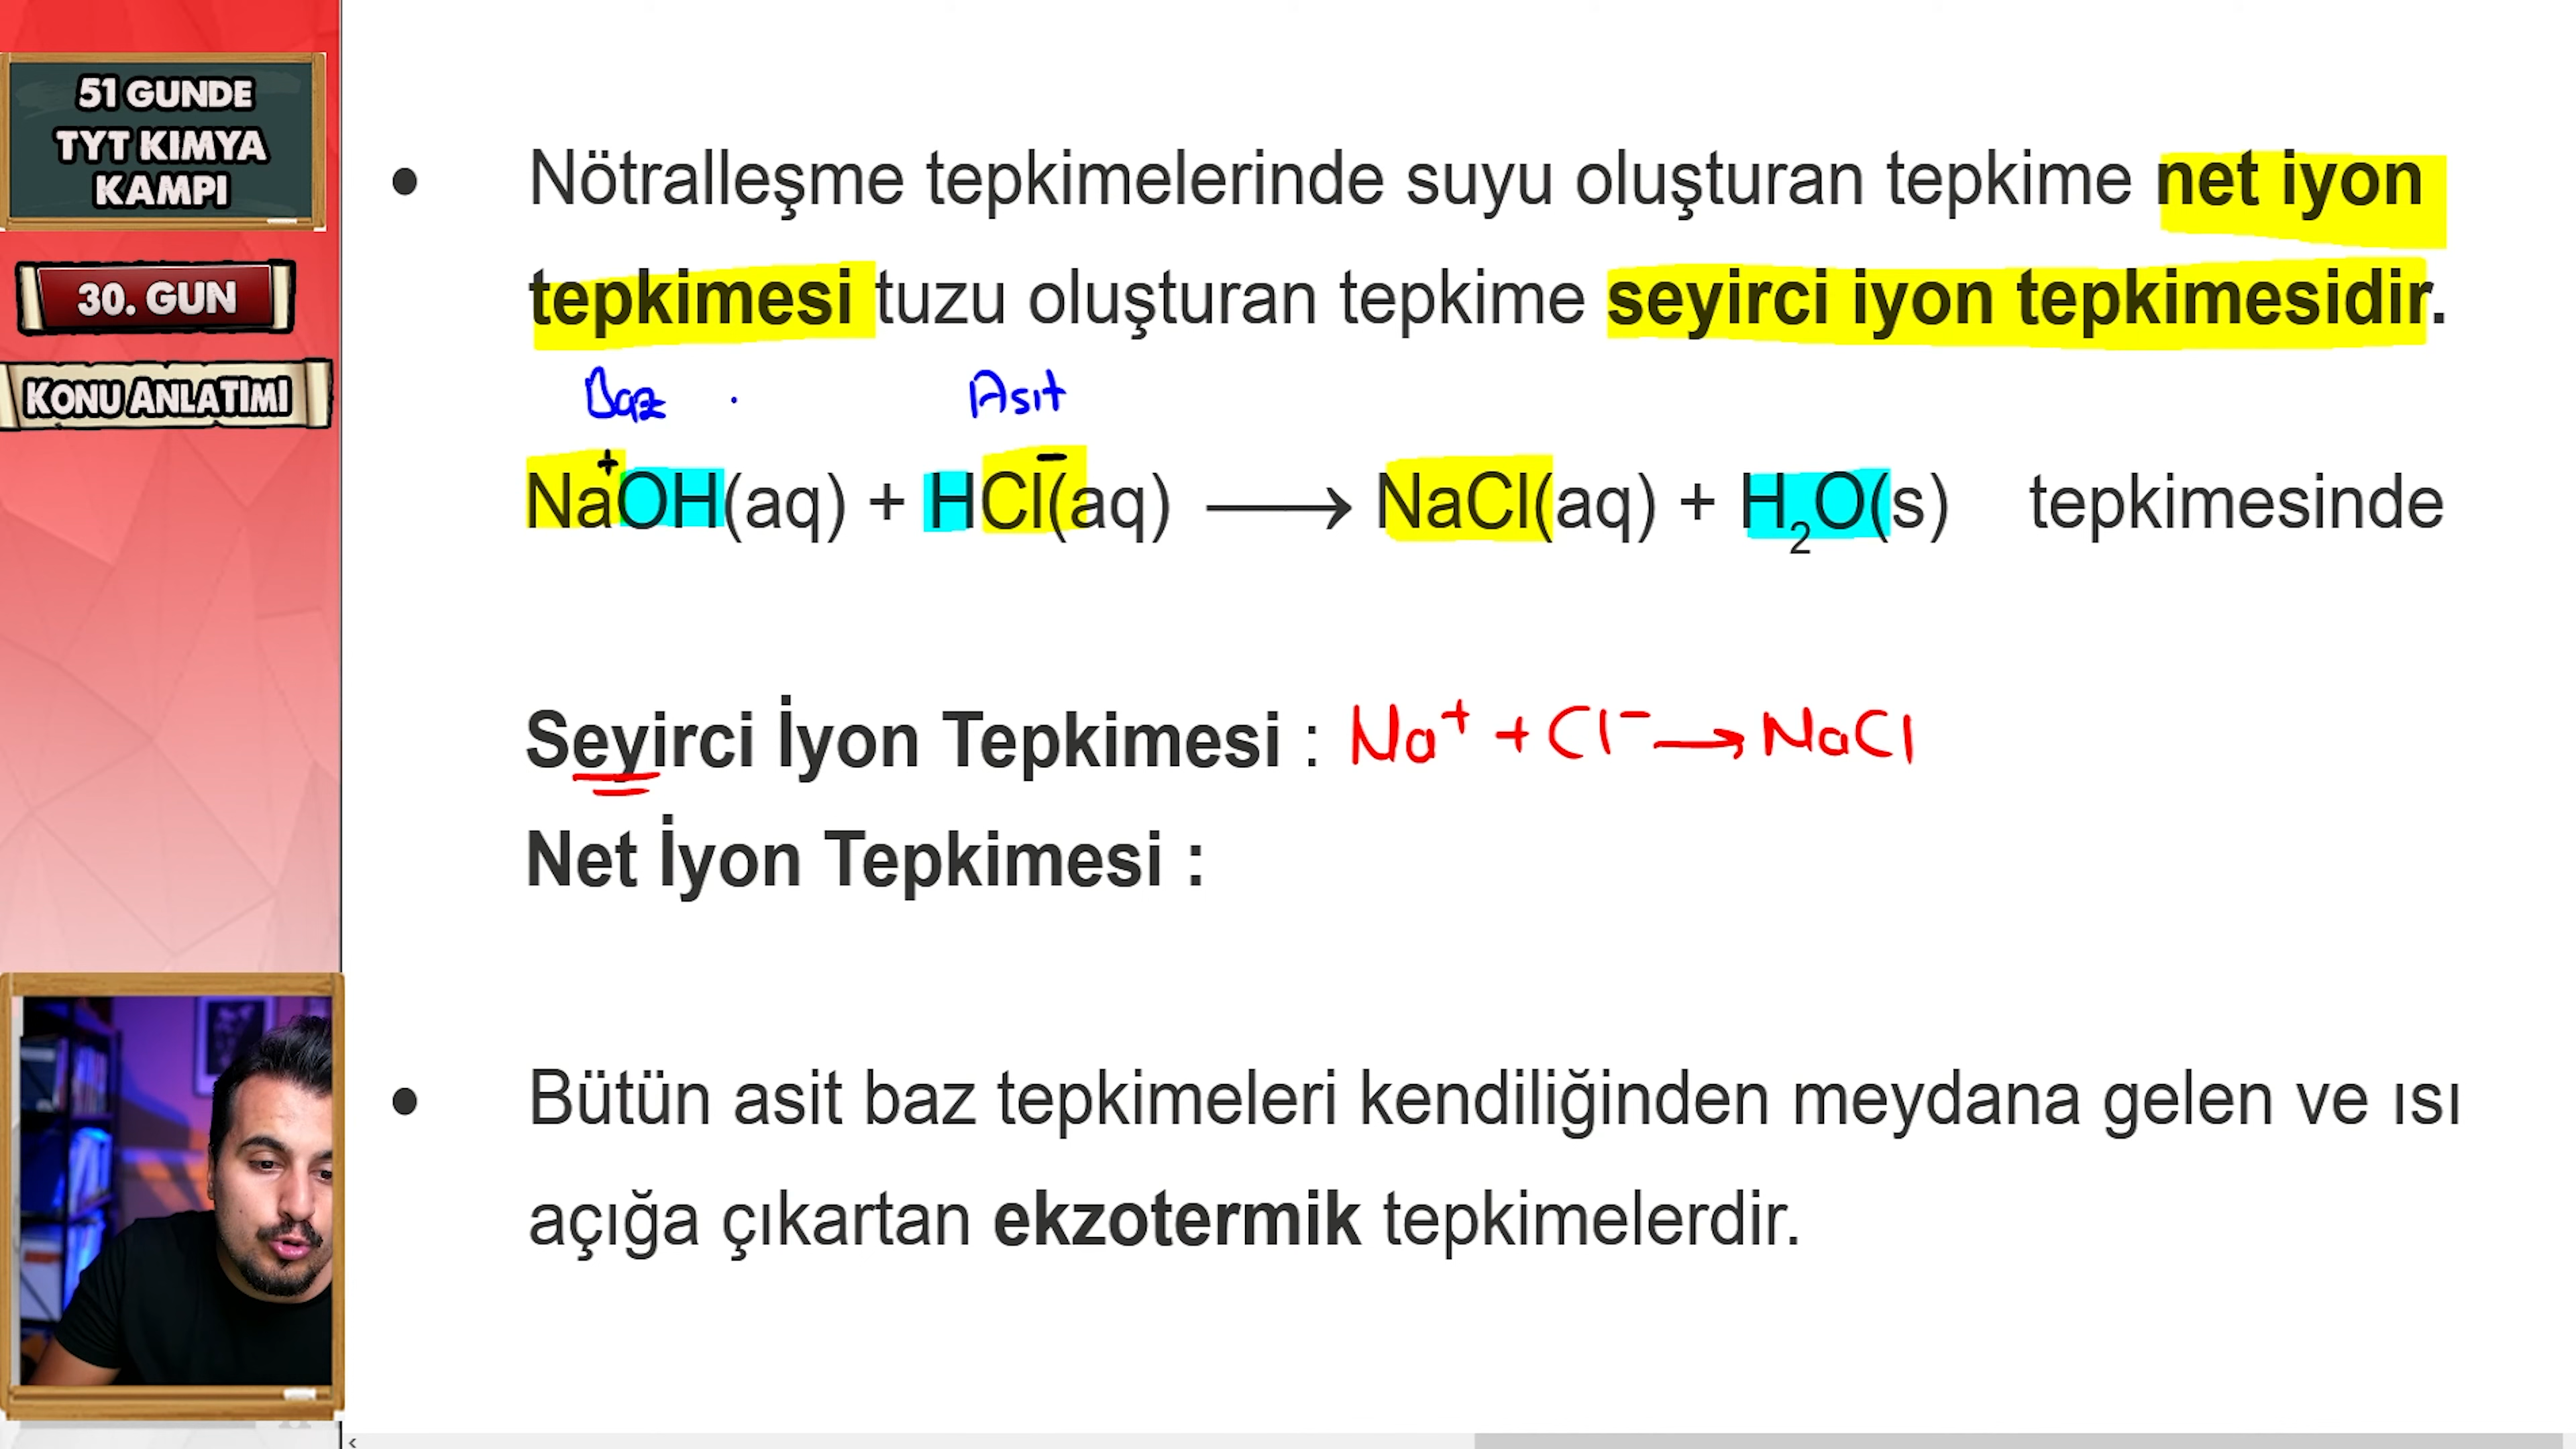 51 GUNDE
TYT KIMYA
KAMPI
30. GUN
KONU ANLATIMI
• Nötralleşme tepkimelerinde suyu oluşturan tepkime net iyon
tepkimesi tuzu oluşturan tepkime seyirci iyon tepkimesidir.
Baz Asit
Na⁺OH(aq) + HCl⁻(aq) ⟶ NaCl(aq) + H₂O(s) tepkimesinde
Seyirci İyon Tepkimesi : Na⁺ + Cl⁻ → NaCl
Net İyon Tepkimesi :
• Bütün asit baz tepkimeleri kendiliğinden meydana gelen ve ısı
açığa çıkartan ekzotermik tepkimelerdir.